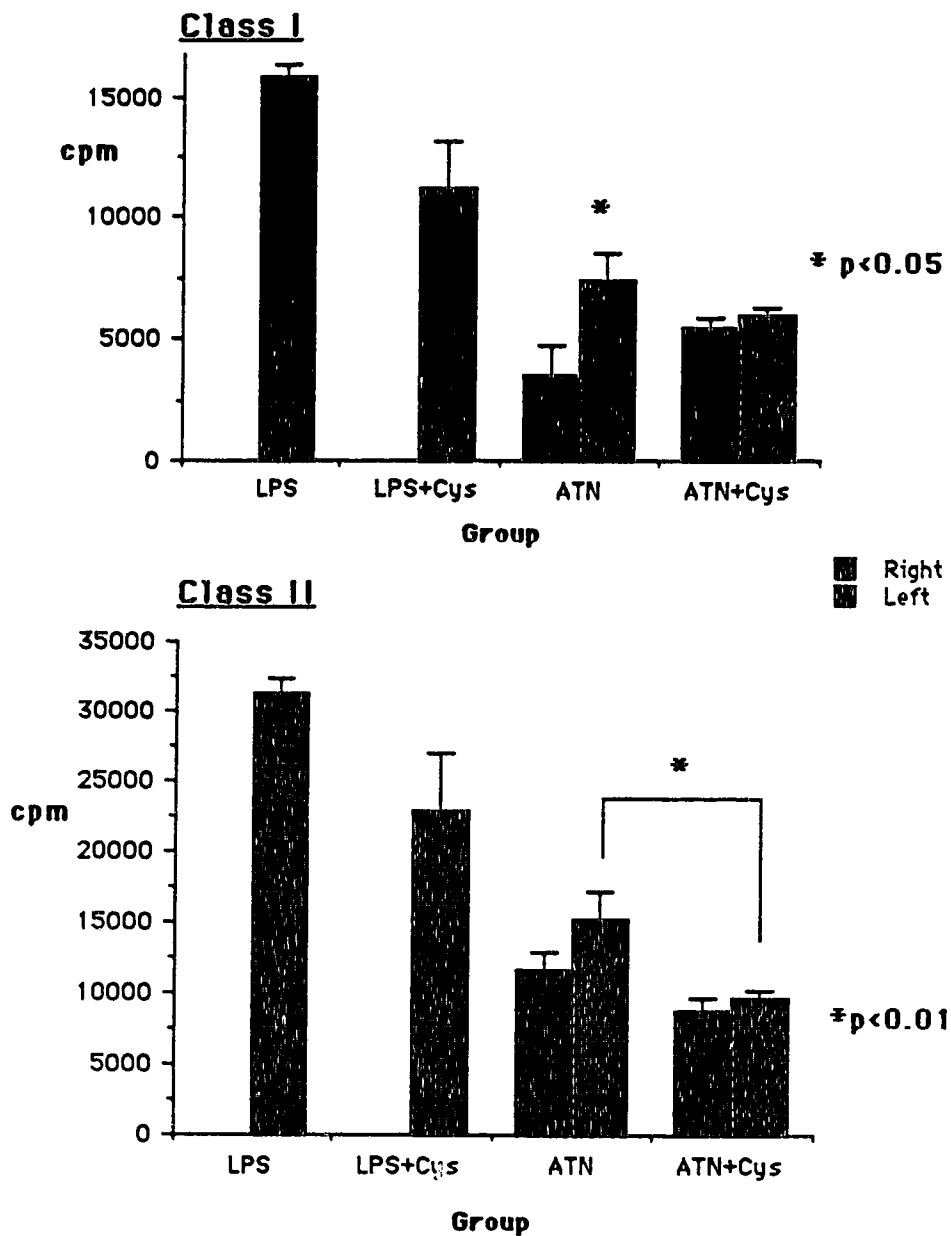 Class I
15000
cpm
10000
*
* p<0.05
5000
0
LPS LPS+Cys ATN ATN+Cys
Group
Right
Left
Class II
35000
30000
25000
*
cpm
20000
15000
10000
*p<0.01
5000
0
LPS LPS+Cys ATN ATN+Cys
Group